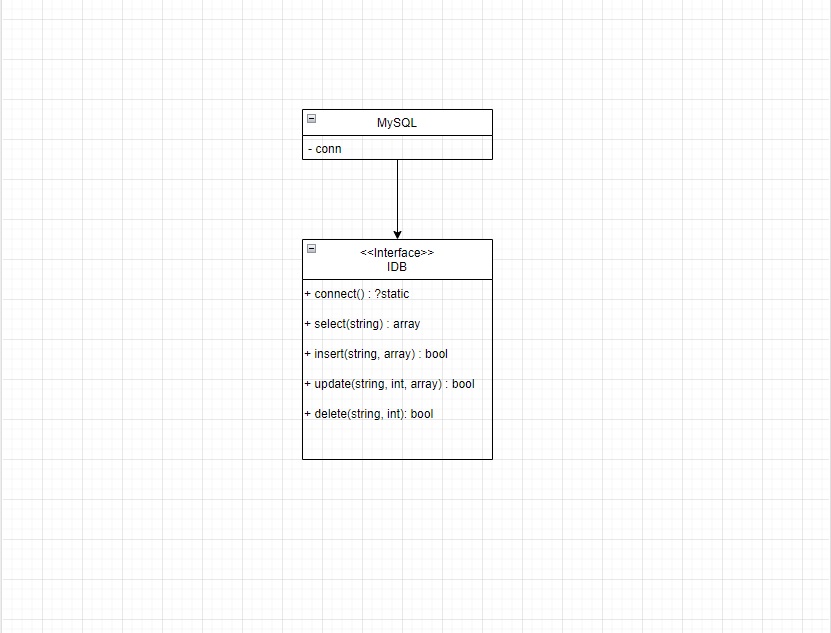 MySQL
- conn
<<Interface>>
IDB
+ connect() : ?static
+ select(string) : array
+ insert(string, array) : bool
+ update(string, int, array) : bool
+ delete(string, int): bool